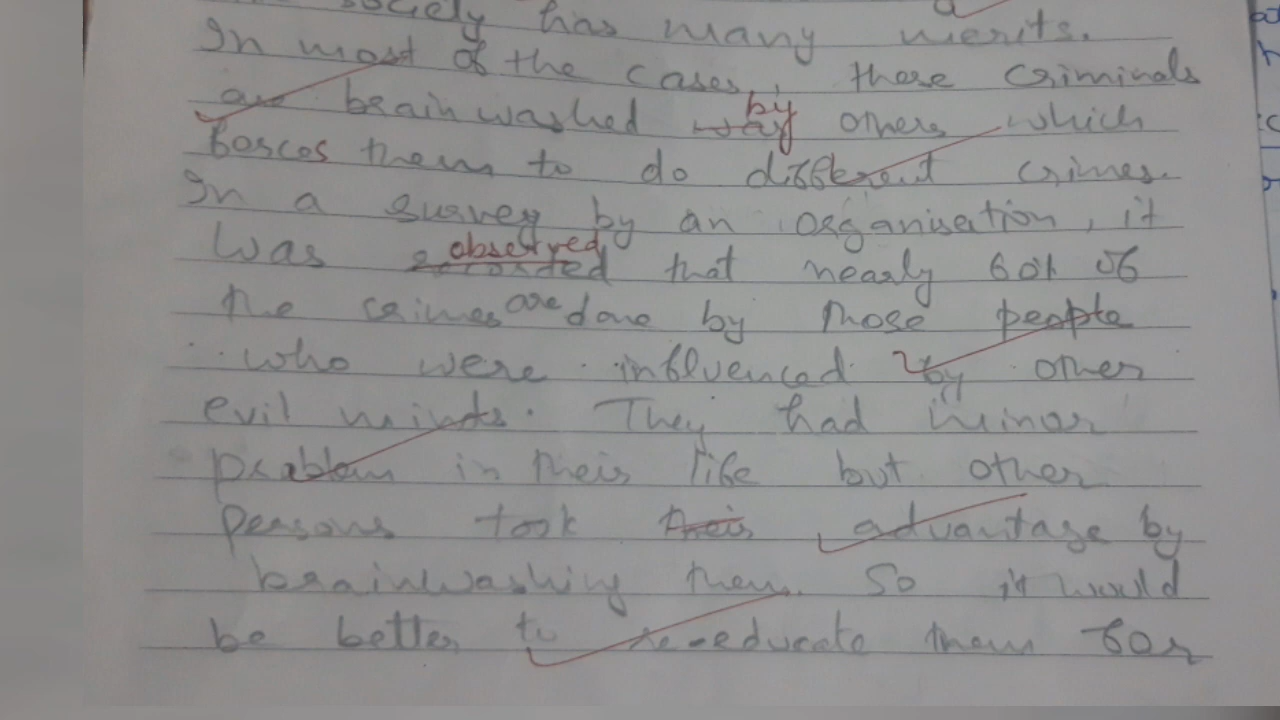 society has many merits.
In most of the cases, these criminals
are brainwashed by others which
forces them to do different crimes.
In a survey by an organisation, it
was observed that nearly 60% of
the crimes are done by those people
who were influenced by other
evil minds. They had minor
problem in their life but other
persons took their advantage by
brainwashing them. So it would
be better to re-educate them for